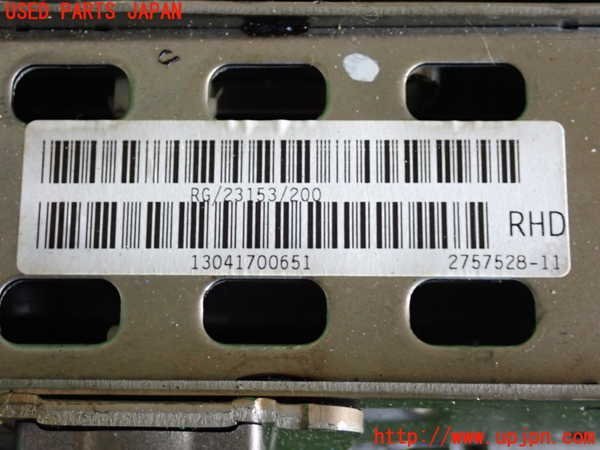 USED PARTS JAPAN
RG/23153/200
RHD
13041700651
2757528-11
http://www.upjpn.com/